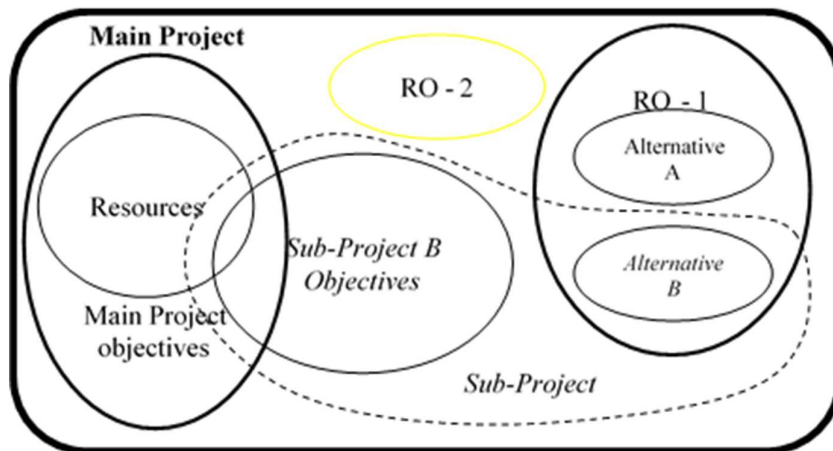 Main Project
RO - 2
RO - 1
Alternative
A
Resources
Sub-Project B
Objectives
Alternative
B
Main Project
objectives
Sub-Project